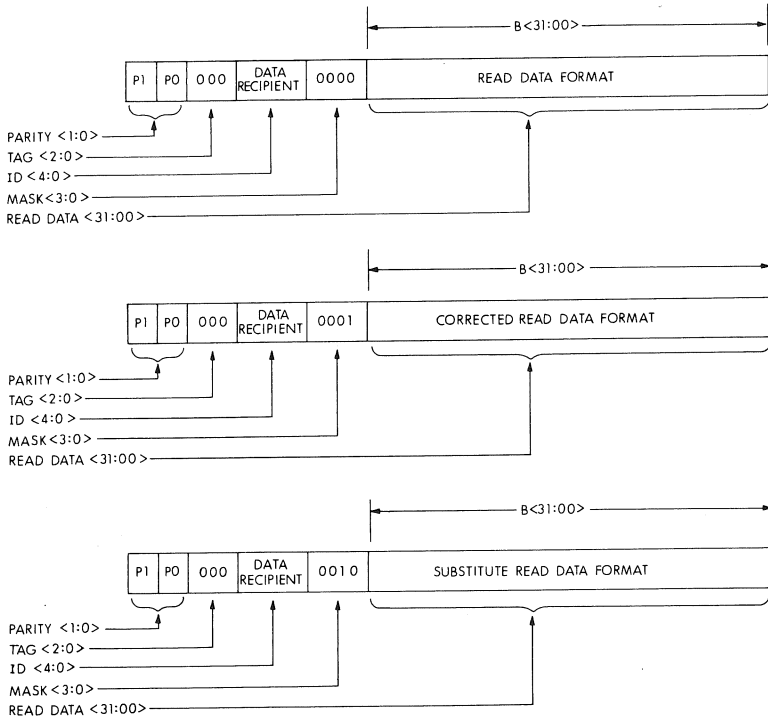 B<31:00>
P1 P0 000 DATA RECIPIENT 0000 READ DATA FORMAT
PARITY <1:0>
TAG <2:0>
ID <4:0>
MASK<3:0>
READ DATA <31:00>
B<31:00>
P1 P0 000 DATA RECIPIENT 0001 CORRECTED READ DATA FORMAT
PARITY <1:0>
TAG <2:0>
ID <4:0>
MASK<3:0>
READ DATA <31:00>
B<31:00>
P1 P0 000 DATA RECIPIENT 0010 SUBSTITUTE READ DATA FORMAT
PARITY <1:0>
TAG <2:0>
ID <4:0>
MASK<3:0>
READ DATA <31:00>